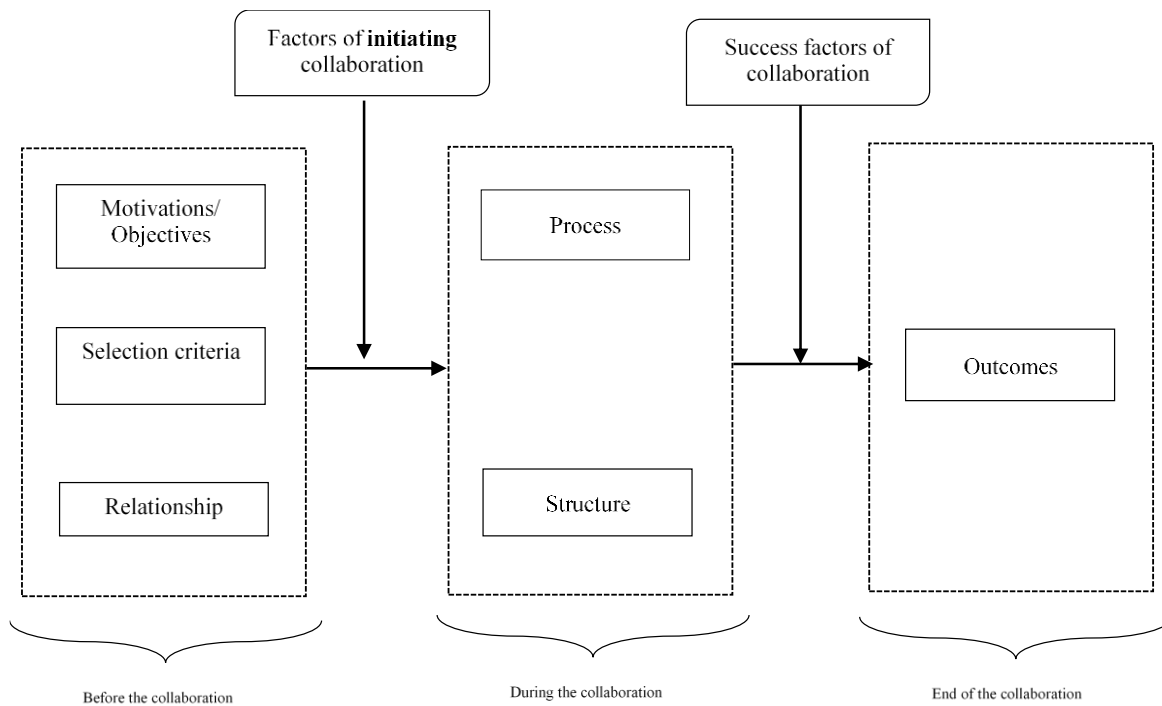 Factors of initiating
collaboration
Success factors of
collaboration
Motivations/
Objectives
Selection criteria
Relationship
Process
Structure
Outcomes
Before the collaboration
During the collaboration
End of the collaboration